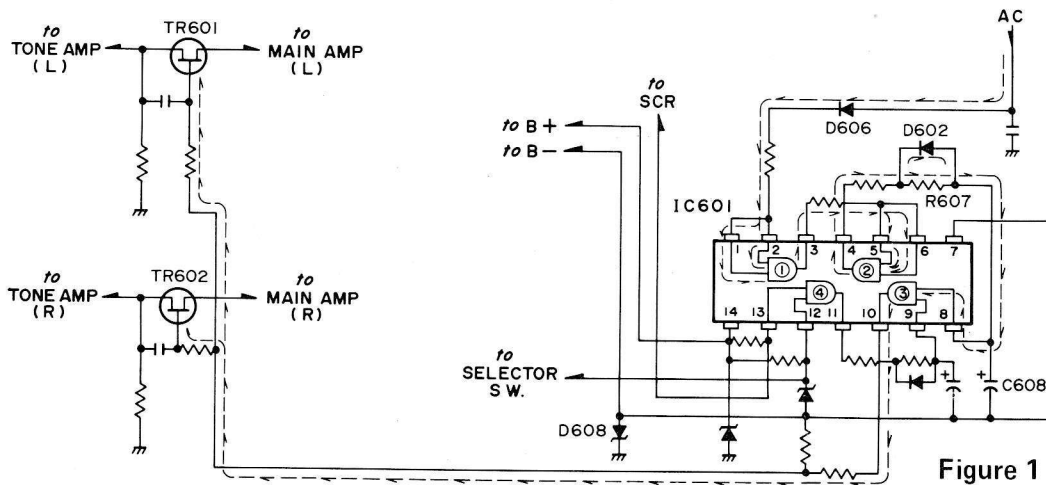 TR601
to
TONE AMP
(L)
to
MAIN AMP
(L)
TR602
to
TONE AMP
(R)
to
MAIN AMP
(R)
to
SCR
to B+
to B-
AC
D606
D602
R607
IC601
1 2 3 4 5 6 7
① ②
④ ③
14 13 12 11 10 9 8
to
SELECTOR
SW.
+ +
C608
D608
Figure 1